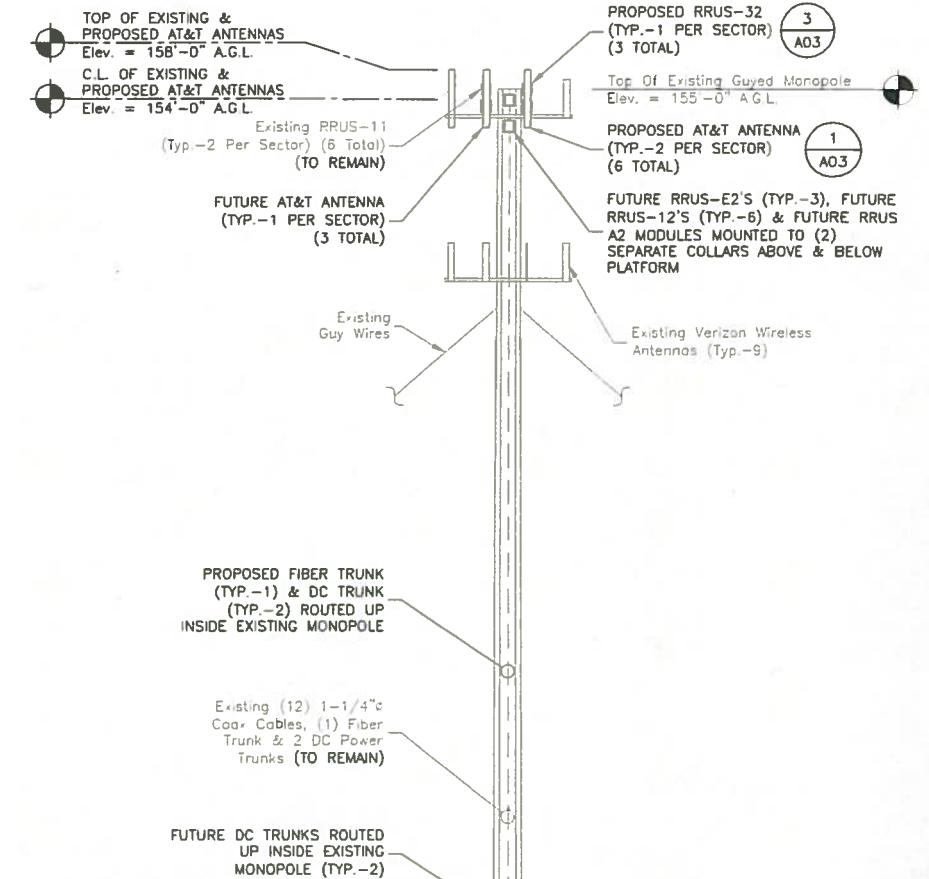 TOP OF EXISTING &
PROPOSED AT&T ANTENNAS
Elev. = 158'-0" A.G.L.
C.L. OF EXISTING &
PROPOSED AT&T ANTENNAS
Elev. = 154'-0" A.G.L.
Existing RRUS-11
(Typ.-2 Per Sector) (6 Total)
(TO REMAIN)
FUTURE AT&T ANTENNA
(TYP.-1 PER SECTOR)
(3 TOTAL)
PROPOSED RRUS-32
(TYP.-1 PER SECTOR)
(3 TOTAL)
3
A03
Top Of Existing Guyed Monopole
Elev. = 155'-0" A.G.L.
PROPOSED AT&T ANTENNA
(TYP.-2 PER SECTOR)
(6 TOTAL)
1
A03
FUTURE RRUS-E2'S (TYP.-3), FUTURE
RRUS-12'S (TYP.-6) & FUTURE RRUS
A2 MODULES MOUNTED TO (2)
SEPARATE COLLARS ABOVE & BELOW
PLATFORM
Existing
Guy Wires
Existing Verizon Wireless
Antennas (Typ.-9)
PROPOSED FIBER TRUNK
(TYP.-1) & DC TRUNK
(TYP.-2) ROUTED UP
INSIDE EXISTING MONOPOLE
Existing (12) 1-1/4"¢
Coax Cables, (1) Fiber
Trunk & 2 DC Power
Trunks (TO REMAIN)
FUTURE DC TRUNKS ROUTED
UP INSIDE EXISTING
MONOPOLE (TYP.-2)